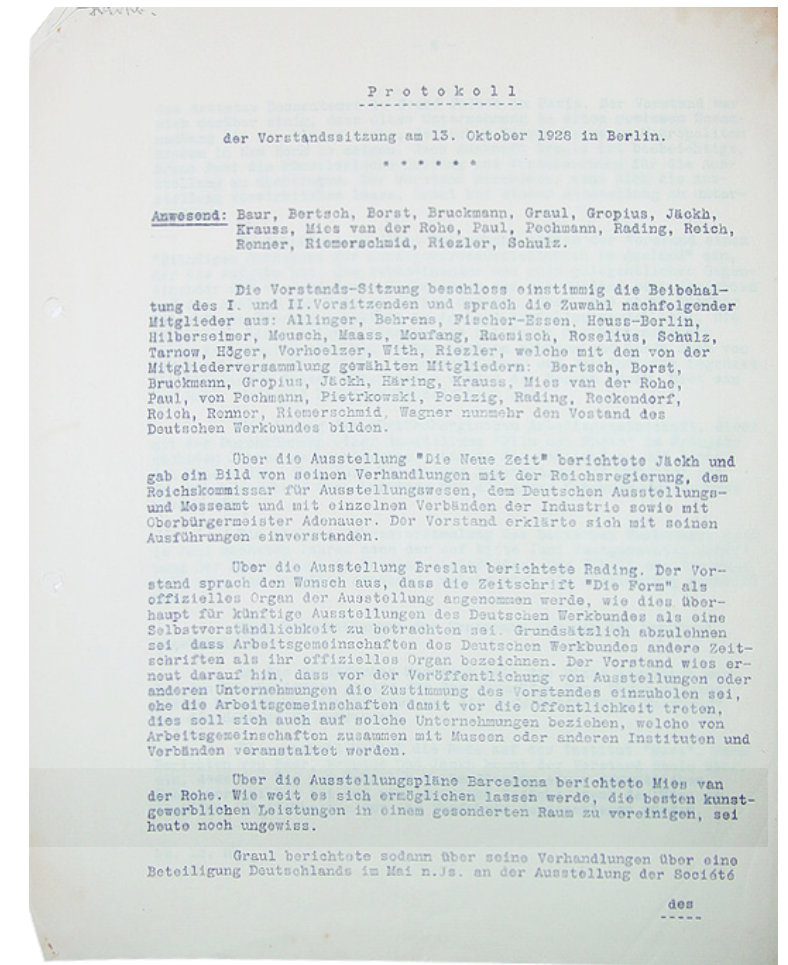 P r o t o k o l l
der Vorstandssitzung am 13. Oktober 1928 in Berlin.
* * * * * *
Anwesend: Baur, Bertsch, Borst, Bruckmann, Graul, Gropius, Jäckh,
Krauss, Mies van der Rohe, Paul, Pechmann, Rading, Reich,
Renner, Riemerschmid, Riezler, Schulz.
Die Vorstands-Sitzung beschloss einstimmig die Beibehal-
tung des I. und II.Vorsitzenden und sprach die Zuwahl nachfolgender
Mitglieder aus: Allinger, Behrens, Fischer-Essen, Heuss-Berlin,
Hilberseimer, Meusch, Maass, Moufang, Raemisch, Roselius, Schulz,
Tarnow, Höger, Vorhoelzer, With, Riezler, welche mit den von der
Mitgliederversammlung gewählten Mitgliedern: Bertsch, Borst,
Bruckmann, Gropius, Jäckh, Häring, Krauss, Mies van der Rohe,
Paul, von Pechmann, Pietrkowski, Poelzig, Rading, Reckendorf,
Reich, Renner, Riemerschmid, Wagner nunmehr den Vostand des
Deutschen Werkbundes bilden.
Über die Ausstellung "Die Neue Zeit" berichtete Jäckh und
gab ein Bild von seinen Verhandlungen mit der Reichsregierung, dem
Reichskommissar für Ausstellungswesen, dem Deutschen Ausstellungs-
und Messeamt und mit einzelnen Verbänden der Industrie sowie mit
Oberbürgermeister Adenauer. Der Vorstand erklärte sich mit seinen
Ausführungen einverstanden.
Über die Ausstellung Breslau berichtete Rading. Der Vor-
stand sprach den Wunsch aus, dass die Zeitschrift "Die Form" als
offizielles Organ der Ausstellung angenommen werde, wie dies über-
haupt für künftige Ausstellungen des Deutschen Werkbundes als eine
Selbstverständlichkeit zu betrachten sei. Grundsätzlich abzulehnen
sei, dass Arbeitsgemeinschaften des Deutschen Werkbundes andere Zeit-
schriften als ihr offizielles Organ bezeichnen. Der Vorstand wies er-
neut darauf hin, dass vor der Veröffentlichung von Ausstellungen oder
anderen Unternehmungen die Zustimmung des Vorstandes einzuholen sei,
ehe die Arbeitsgemeinschaften damit vor die Öffentlichkeit treten,
dies soll sich auch auf solche Unternehmungen beziehen, welche von
Arbeitsgemeinschaften zusammen mit Museen oder anderen Instituten und
Verbänden veranstaltet werden.
Über die Ausstellungspläne Barcelona berichtete Mies van
der Rohe. Wie weit es sich ermöglichen lassen werde, die besten kunst-
gewerblichen Leistungen in einem gesonderten Raum zu vereinigen, sei
heute noch ungewiss.
Graul berichtete sodann über seine Verhandlungen über eine
Beteiligung Deutschlands im Mai n.Js. an der Ausstellung der Société
des